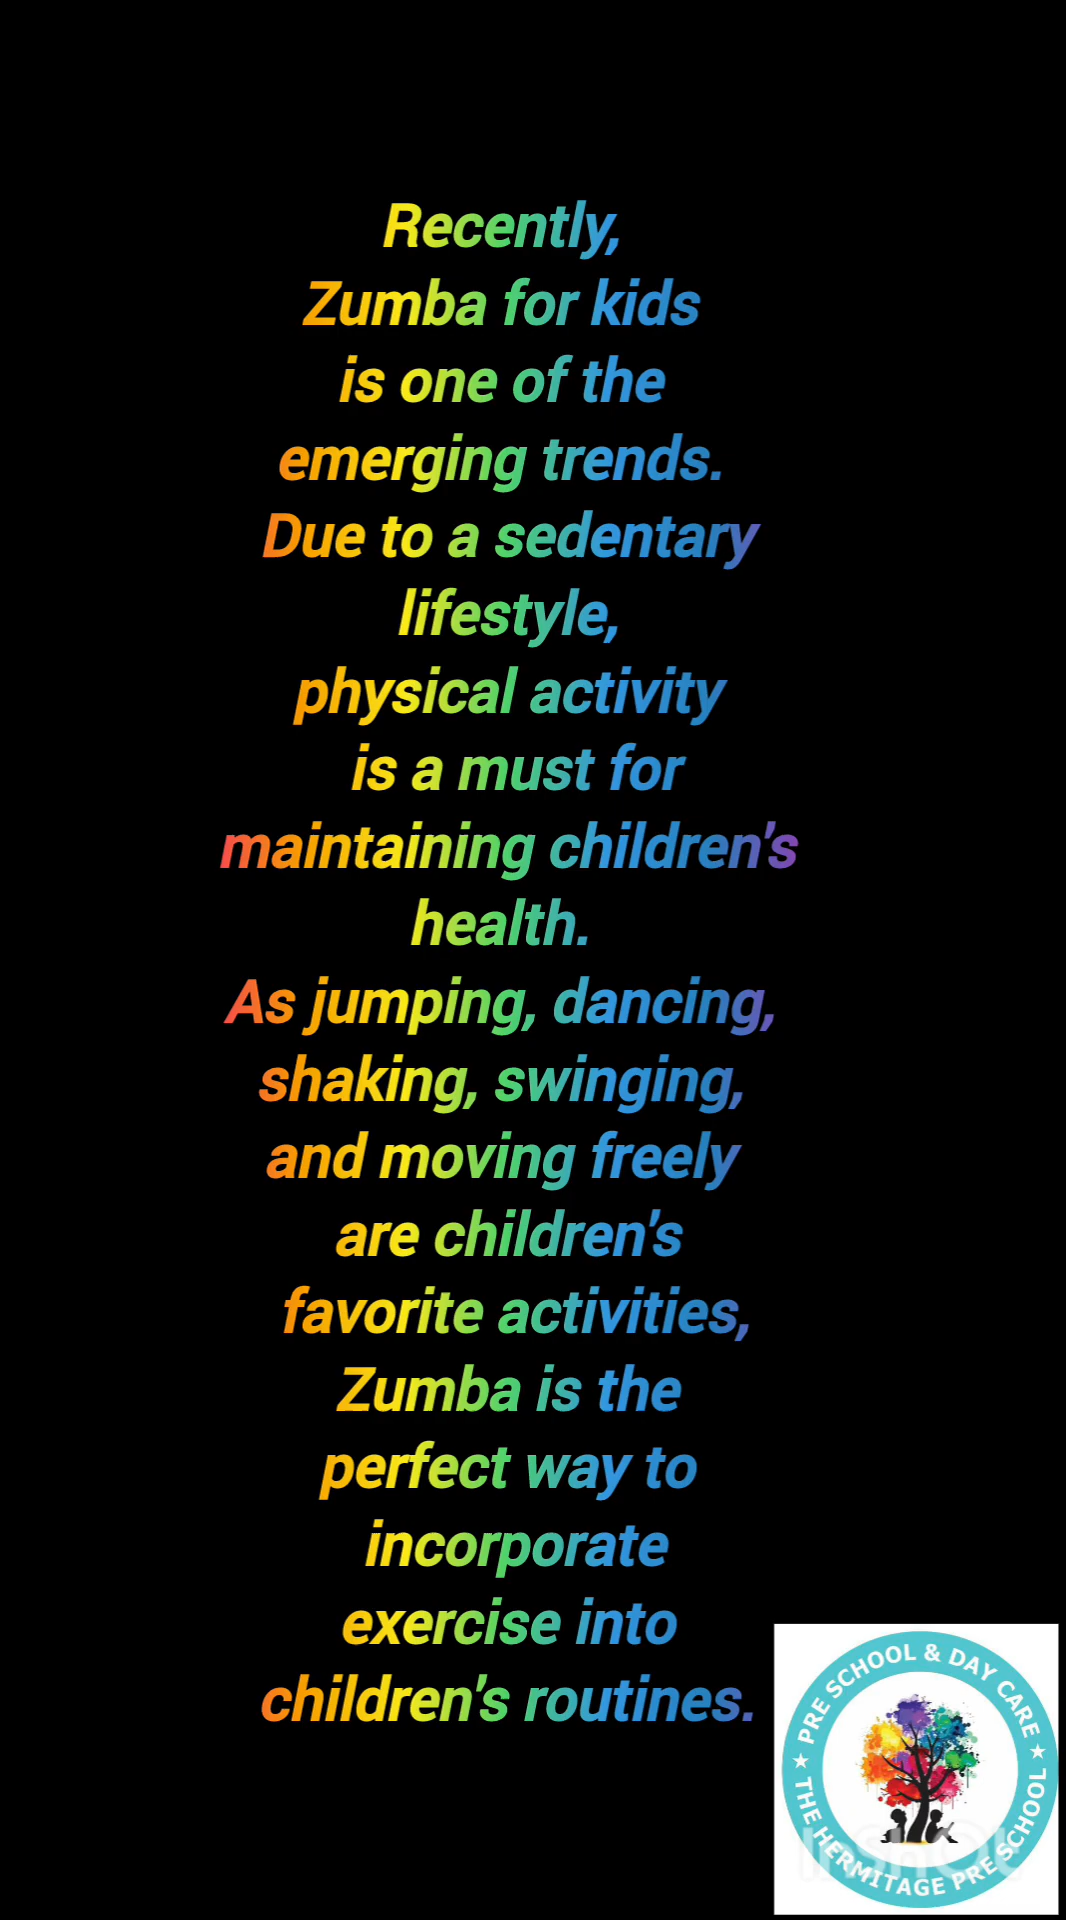 Recently,
Zumba for kids
is one of the
emerging trends.
Due to a sedentary
lifestyle,
physical activity
is a must for
maintaining children's
health.
As jumping, dancing,
shaking, swinging,
and moving freely
are children's
favorite activities,
Zumba is the
perfect way to
incorporate
exercise into
children's routines.
★ PRE SCHOOL & DAY CARE ★
THE HERMITAGE PRE SCHOOL
InShOt